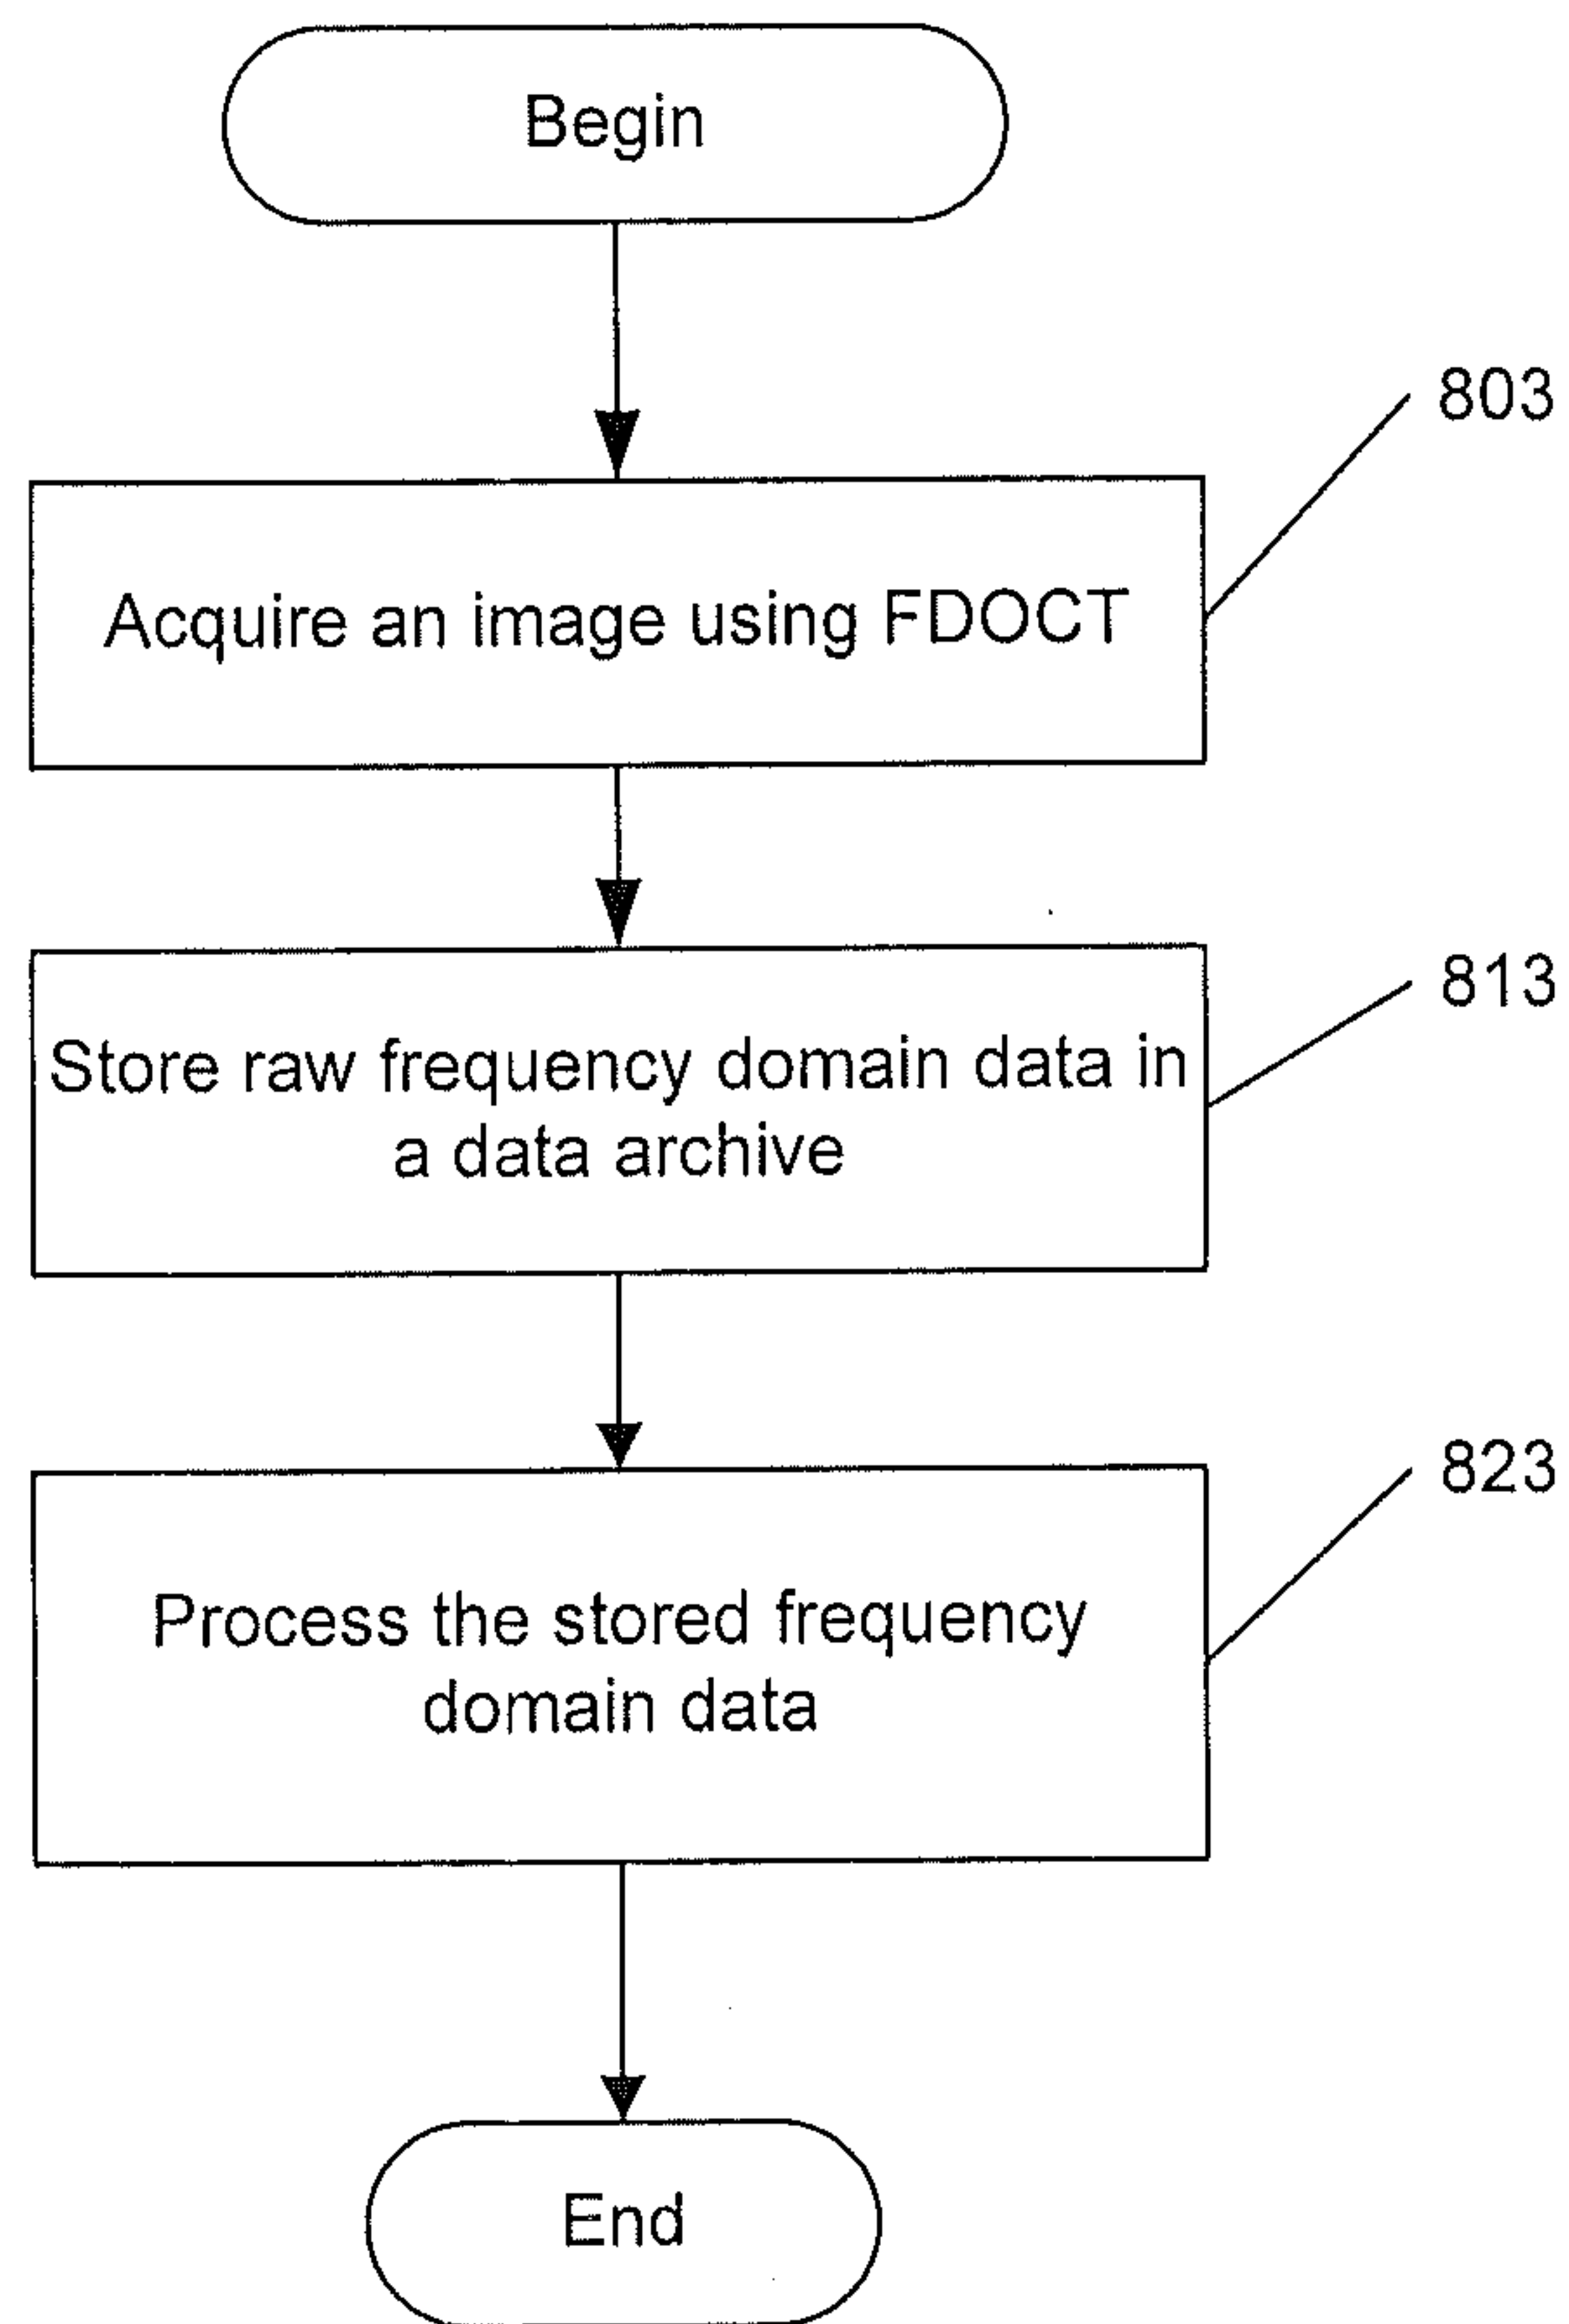 Begin
803
Acquire an image using FDOCT
813
Store raw frequency domain data in
a data archive
823
Process the stored frequency
domain data
End